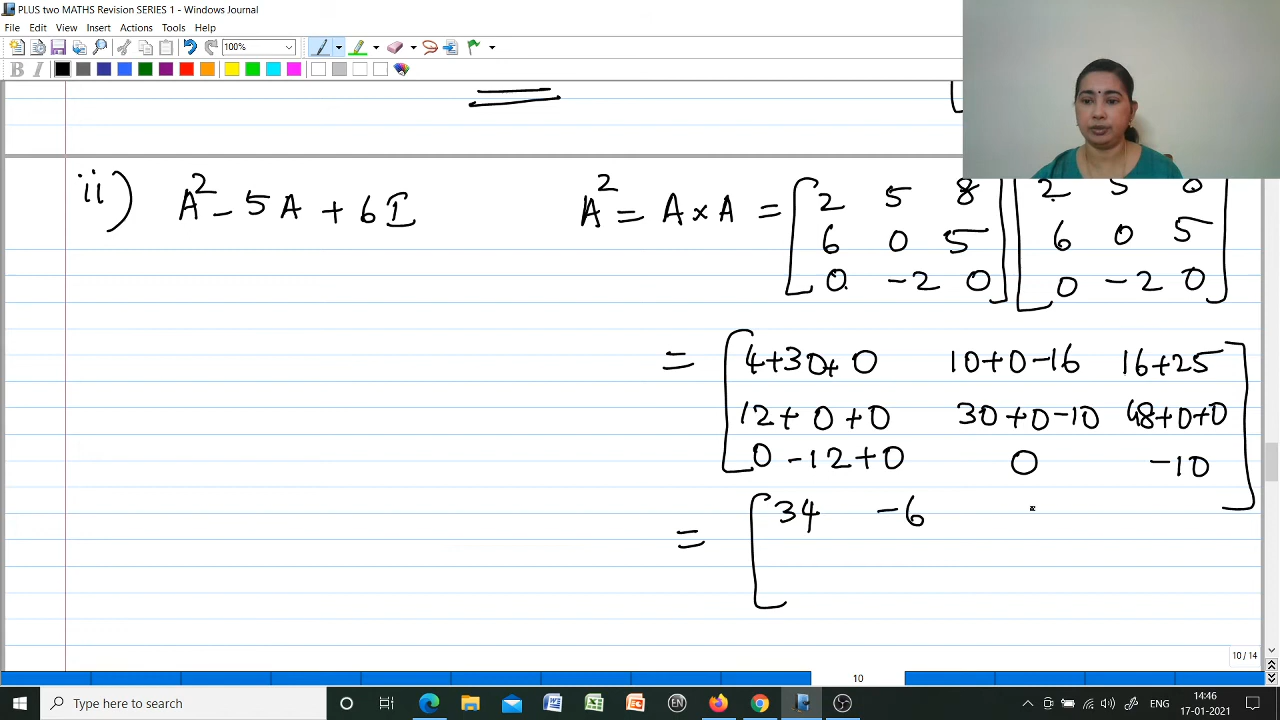 PLUS two MATHS Revision SERIES 1 - Windows Journal
File Edit View Insert Actions Tools Help
100%
B I
ii) A² - 5A + 6I A² = A × A = [2 5 8 [2 5
6 0 5 6 0 5
0 -2 0] 0 -2 0]
= [4+30+0 10+0-16 16+25
12+0+0 30+0-10 48+0+0
0-12+0 0 -10]
= [34 -6
10 / 14
10
Type here to search
ENG
14:46
17-01-2021